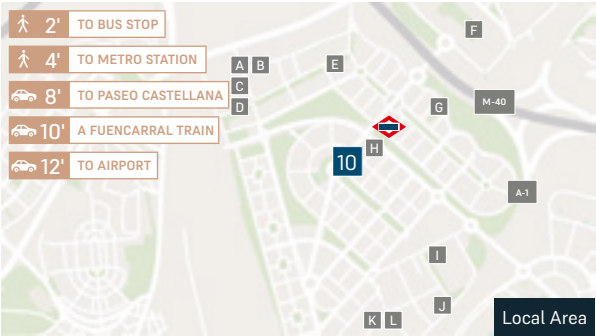 2' TO BUS STOP
4' TO METRO STATION
8' TO PASEO CASTELLANA
10' A FUENCARRAL TRAIN
12' TO AIRPORT
F
A B
E
C
D
G
M-40
H
10
A-1
I
J
K L
Local Area